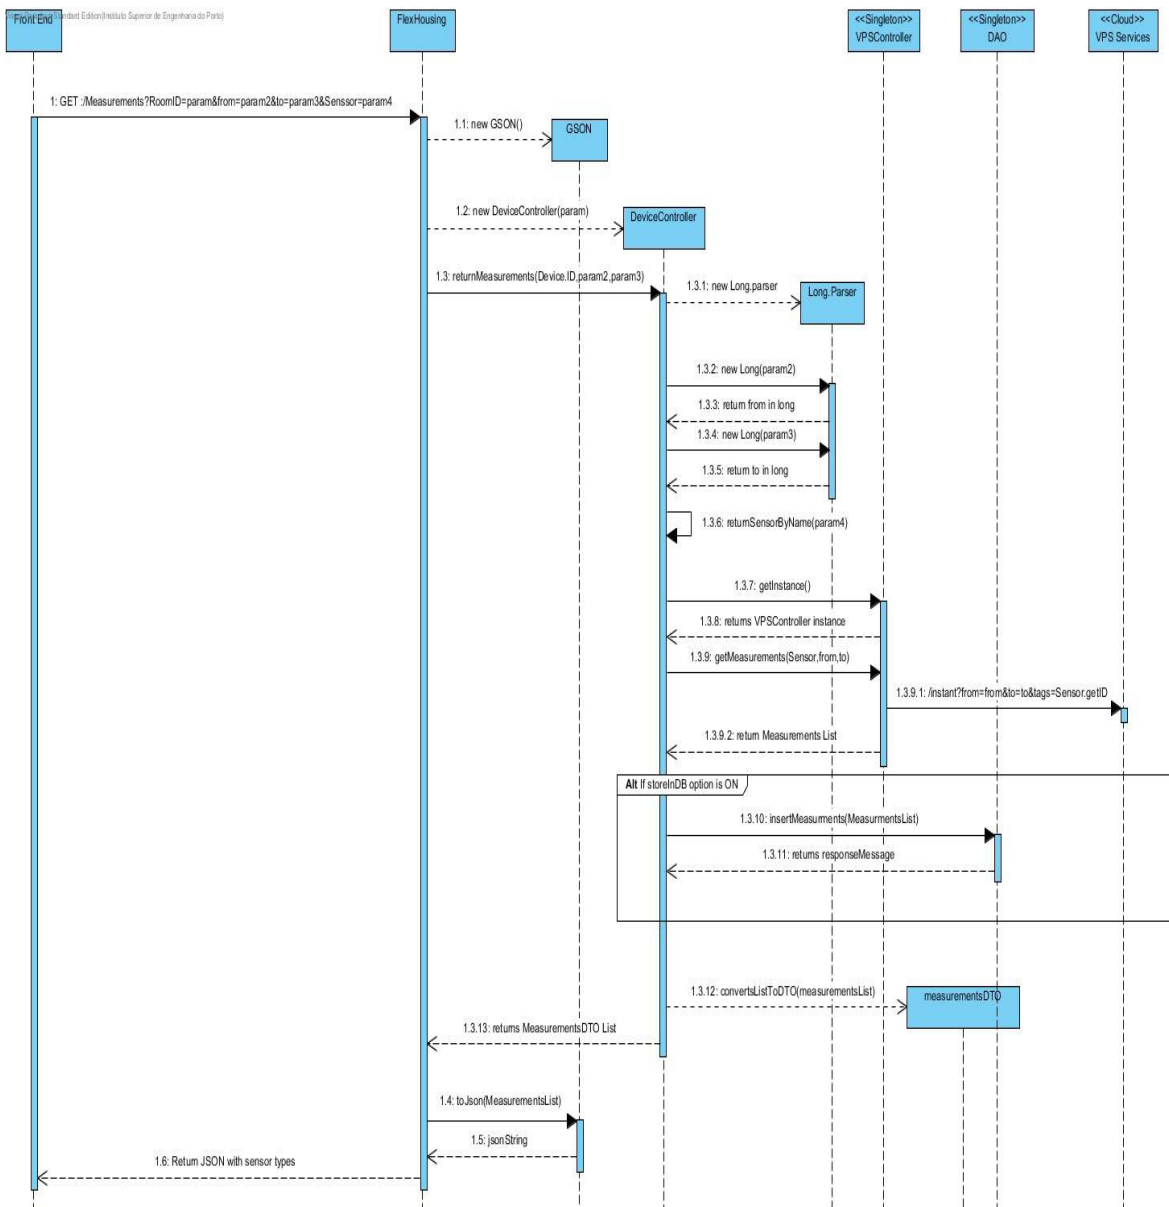 Front End
Standard Edition(Instituto Superior de Engenharia do Porto)
FlexHousing
<<Singleton>>
VPSController
<<Singleton>>
DAO
<<Cloud>>
VPS Services
1: GET :/Measurements?RoomID=param&from=param2&to=param3&Senssor=param4
1.1: new GSON()
GSON
1.2: new DeviceController(param)
DeviceController
1.3: returnMeasurements(Device.ID,param2,param3)
1.3.1: new Long.parser
Long.Parser
1.3.2: new Long(param2)
1.3.3: return from in long
1.3.4: new Long(param3)
1.3.5: return to in long
1.3.6: returnSensorByName(param4)
1.3.7: getInstance()
1.3.8: returns VPSController instance
1.3.9: getMeasurements(Sensor,from,to)
1.3.9.1: /instant?from=from&to=to&tags=Sensor.getID
1.3.9.2: return Measurements List
Alt If storeInDB option is ON
1.3.10: insertMeasurments(MeasurmentsList)
1.3.11: returns responseMessage
1.3.12: convertsListToDTO(measurementsList)
measurementsDTO
1.3.13: returns MeasurementsDTO List
1.4: toJson(MeasurementsList)
1.5: jsonString
1.6: Return JSON with sensor types